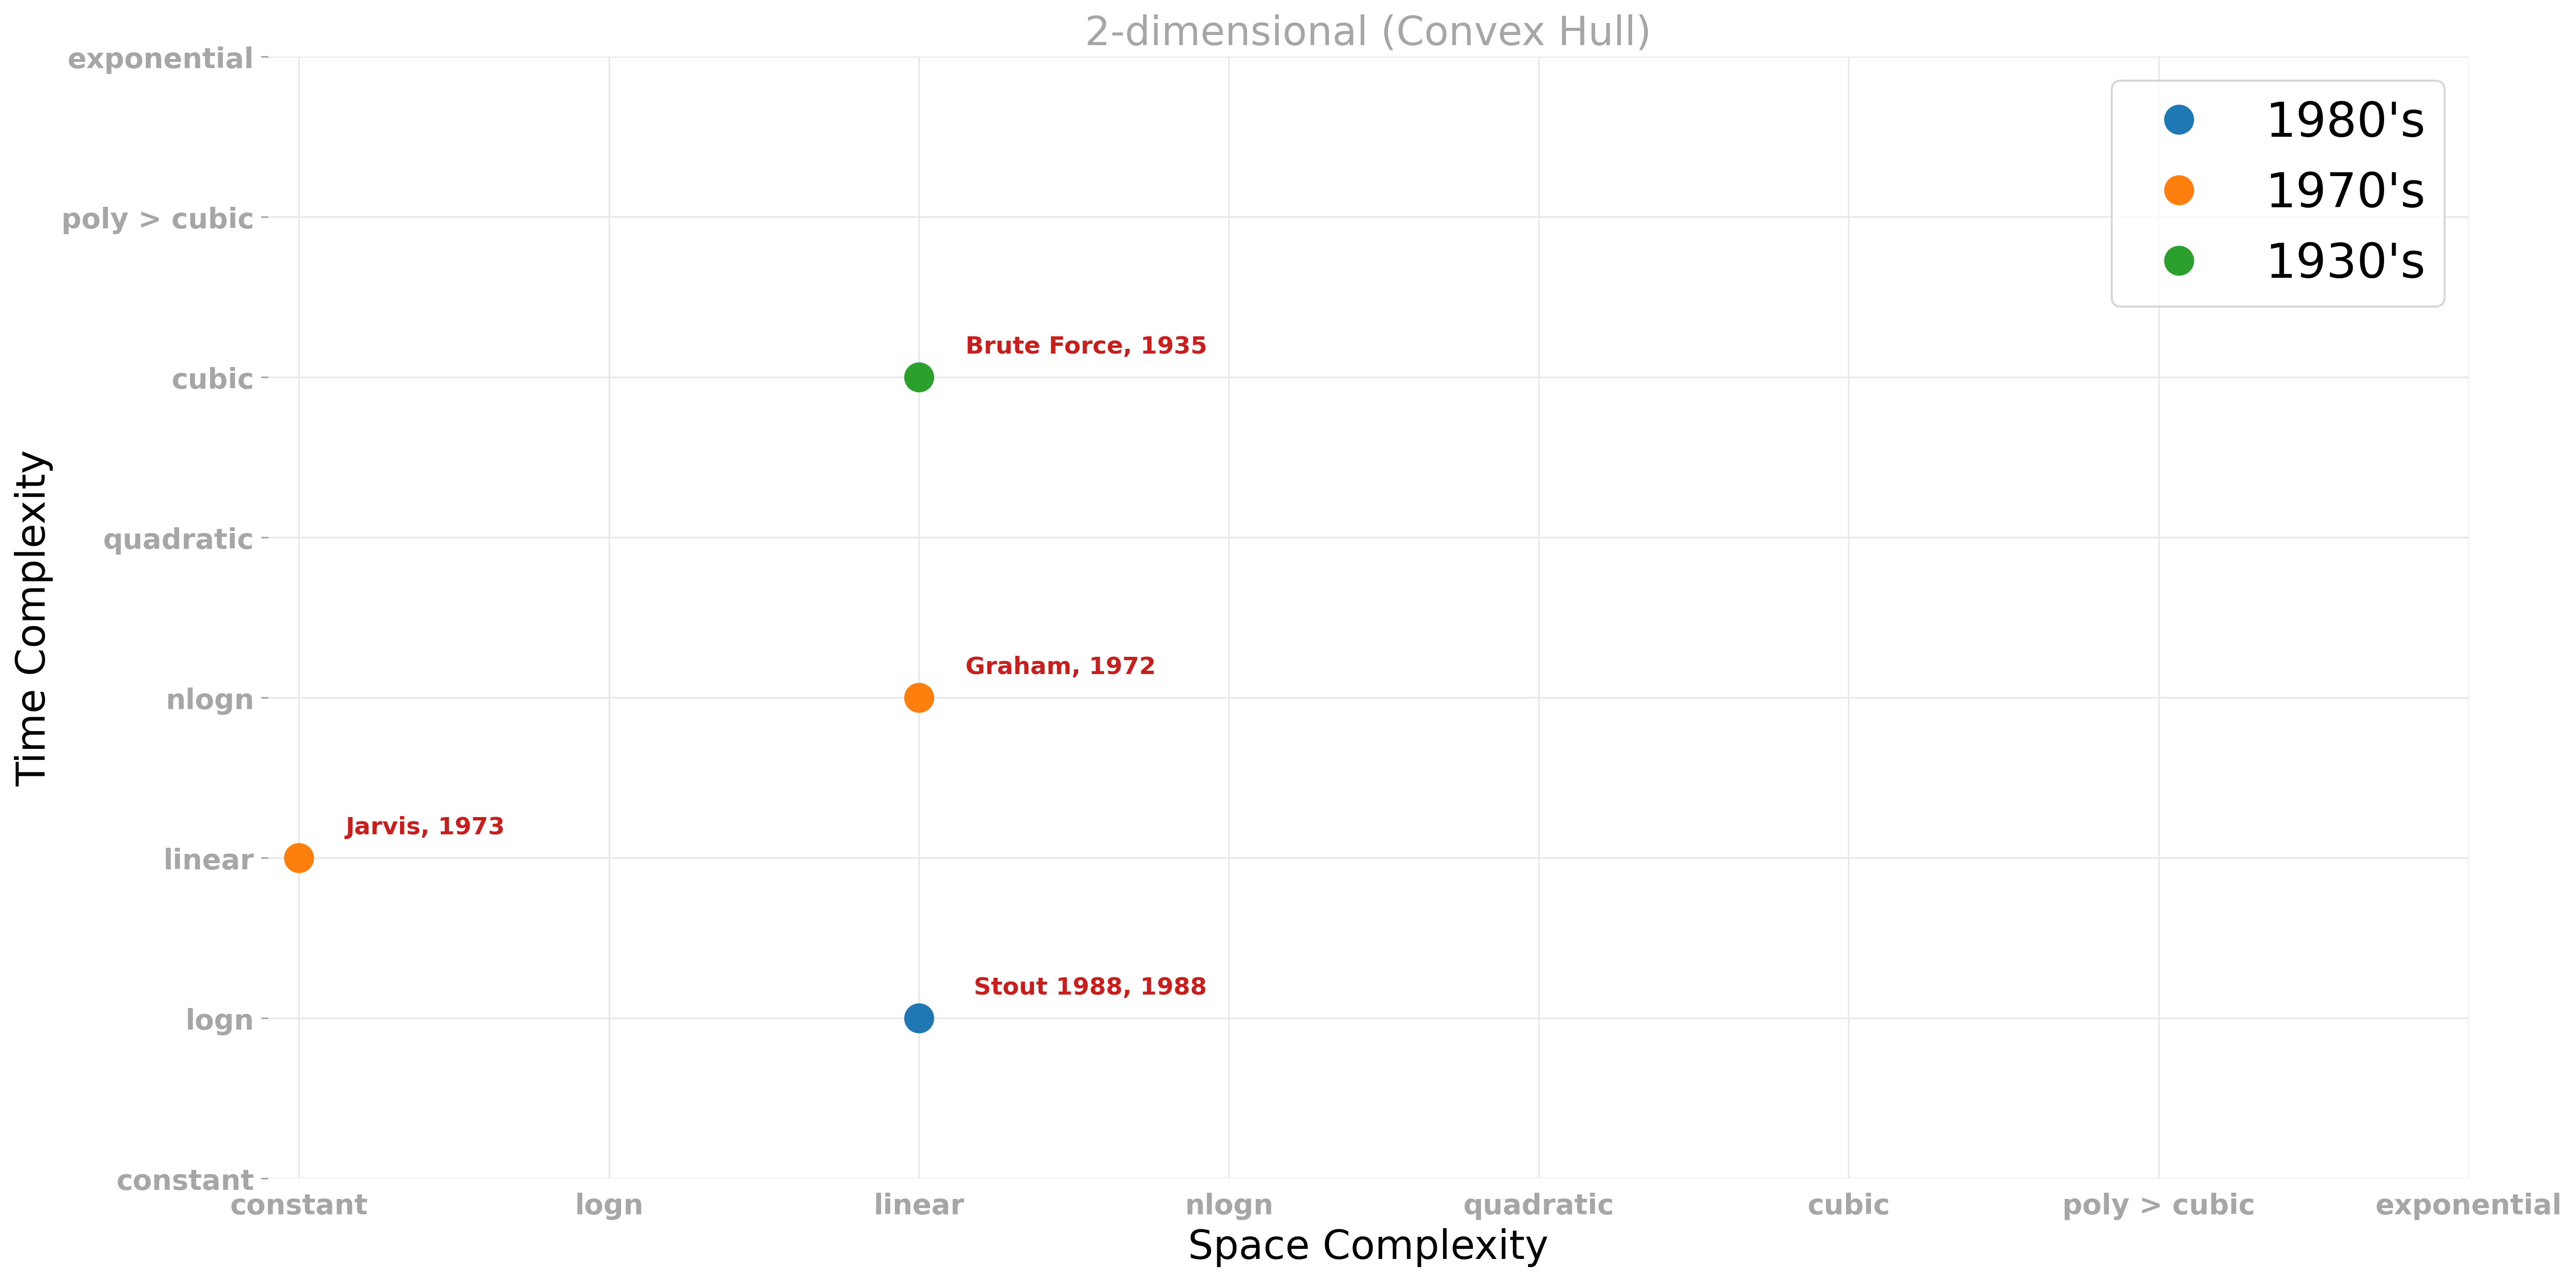 2-dimensional (Convex Hull)
exponential
poly > cubic
cubic
quadratic
nlogn
linear
logn
constant
Time Complexity
1980's
1970's
1930's
Brute Force, 1935
Graham, 1972
Jarvis, 1973
Stout 1988, 1988
constant
logn
linear
nlogn
quadratic
cubic
poly > cubic
exponential
Space Complexity